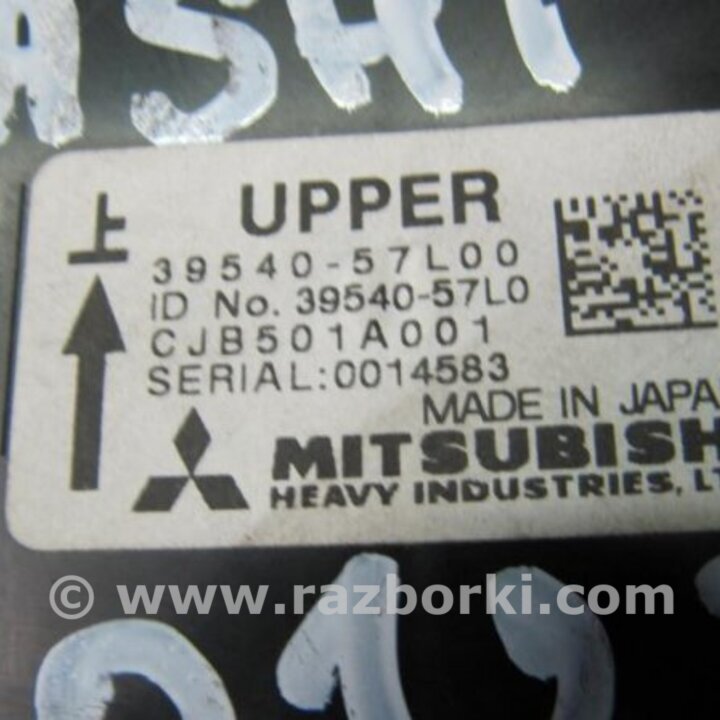 ASHI
上
UPPER
39540-57L00
ID No. 39540-57L0
CJB501A001
SERIAL:0014583
MADE IN JAPA
MITSUBISH
HEAVY INDUSTRIES, LT
© www.razborki.com